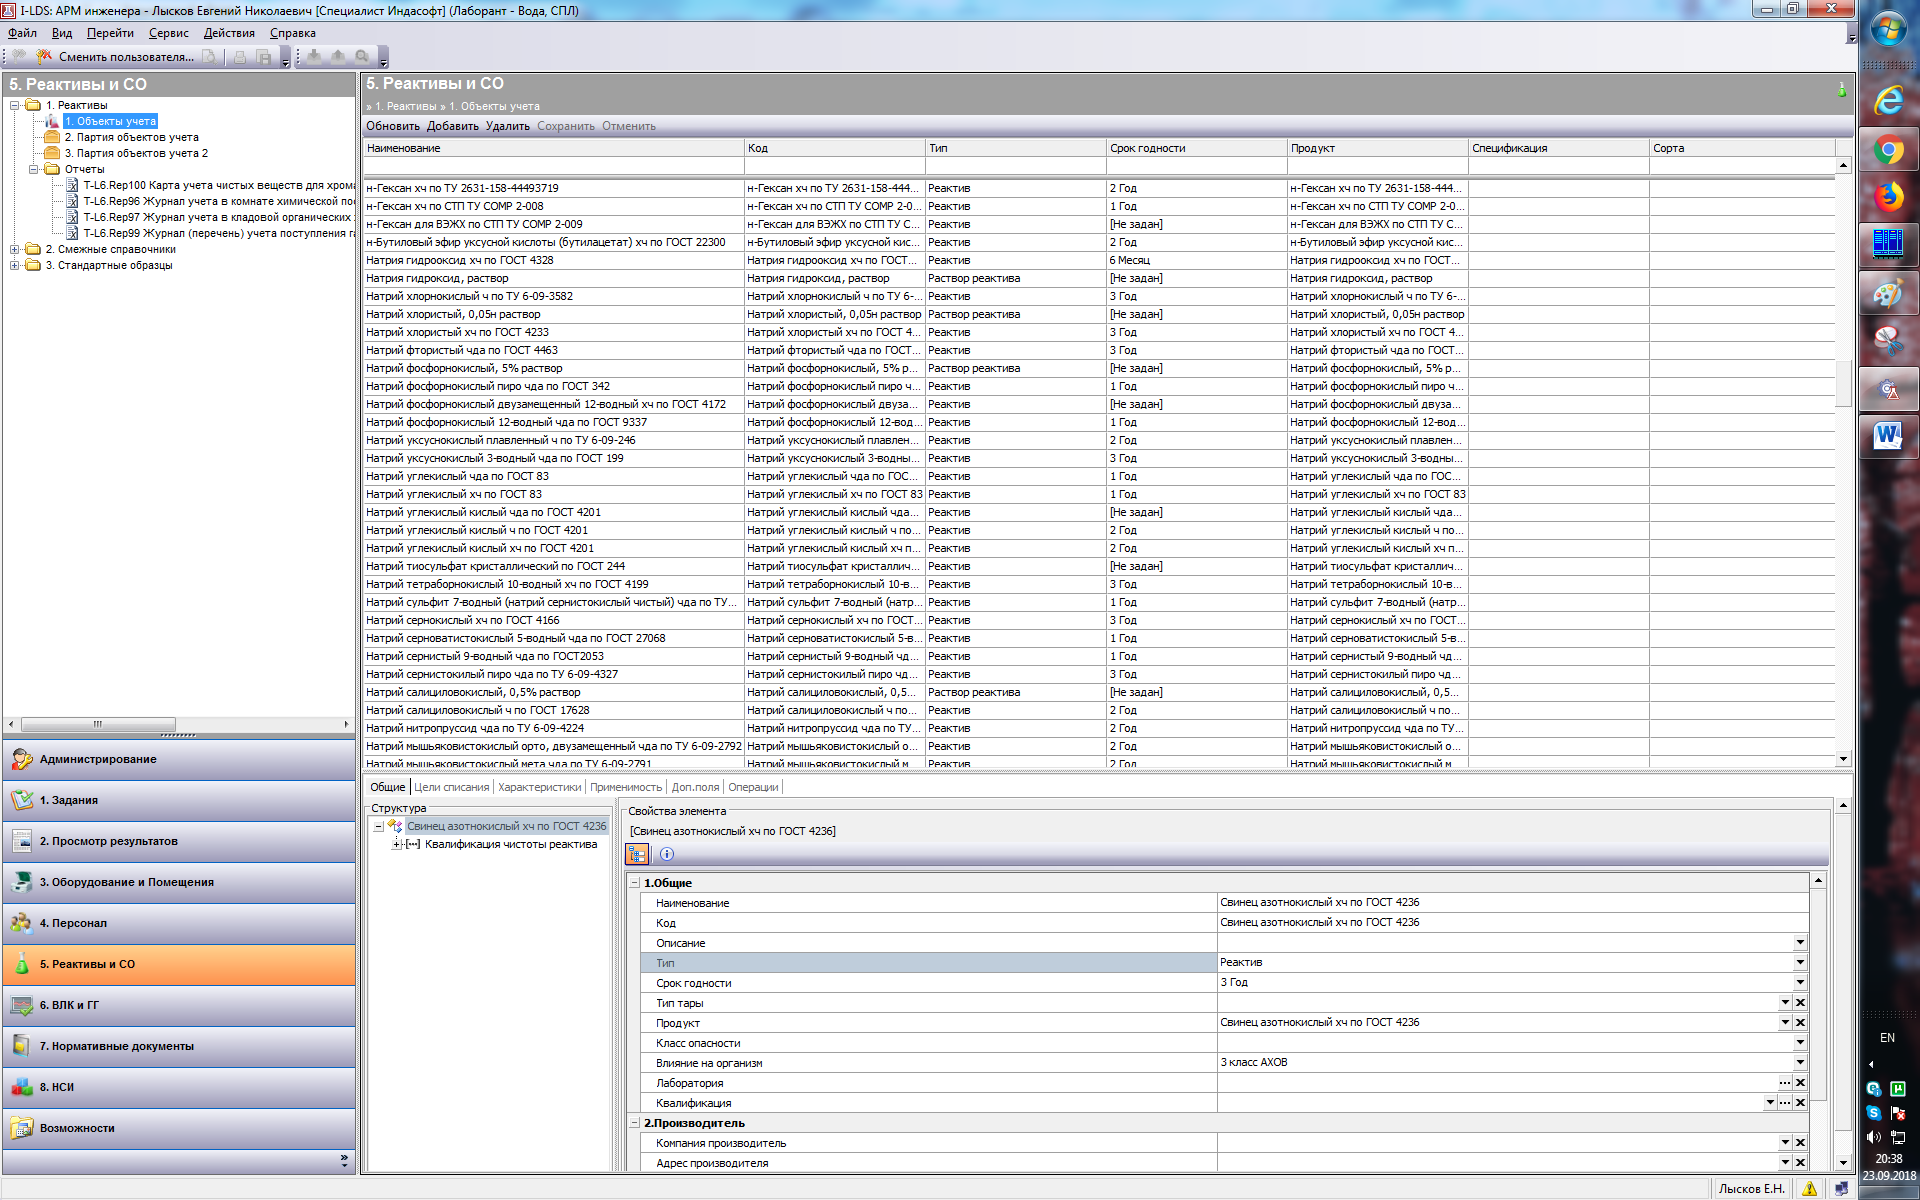 I-LDS: АРМ инженера - Лысков Евгений Николаевич [Специалист Индасофт] (Лаборант - Вода, СПЛ)
Файл Вид Перейти Сервис Действия Справка
Сменить пользователя...
5. Реактивы и СО
1. Реактивы
1. Объекты учета
2. Партия объектов учета
3. Партия объектов учета 2
Отчеты
T-L6.Rep100 Карта учета чистых веществ для хрома
T-L6.Rep96 Журнал учета в комнате химической по
T-L6.Rep97 Журнал учета в кладовой органических
T-L6.Rep99 Журнал (перечень) учета поступления г
2. Смежные справочники
3. Стандартные образцы
Администрирование
1. Задания
2. Просмотр результатов
3. Оборудование и Помещения
4. Персонал
5. Реактивы и СО
6. ВЛК и ГГ
7. Нормативные документы
8. НСИ
Возможности
5. Реактивы и СО
» 1. Реактивы » 1. Объекты учета
Обновить Добавить Удалить Сохранить Отменить
Наименование Код Тип Срок годности Продукт Спецификация Сорта
н-Гексан хч по ТУ 2631-158-44493719 н-Гексан хч по ТУ 2631-158-444... Реактив 2 Год н-Гексан хч по ТУ 2631-158-444...
н-Гексан хч по СТП ТУ COMP 2-008 н-Гексан хч по СТП ТУ COMP 2-0... Реактив 1 Год н-Гексан хч по СТП ТУ COMP 2-0...
н-Гексан для ВЭЖХ по СТП ТУ COMP 2-009 н-Гексан для ВЭЖХ по СТП ТУ С... Реактив [Не задан] н-Гексан для ВЭЖХ по СТП ТУ С...
н-Бутиловый эфир уксусной кислоты (бутилацетат) хч по ГОСТ 22300 н-Бутиловый эфир уксусной кис... Реактив 2 Год н-Бутиловый эфир уксусной кис...
Натрия гидроокcид хч по ГОСТ 4328 Натрия гидроокcид хч по ГОСТ... Реактив 6 Месяц Натрия гидроокcид хч по ГОСТ...
Натрия гидроксид, раствор Натрия гидроксид, раствор Раствор реактива [Не задан] Натрия гидроксид, раствор
Натрий хлорнокислый ч по ТУ 6-09-3582 Натрий хлорнокислый ч по ТУ 6-... Реактив 3 Год Натрий хлорнокислый ч по ТУ 6-...
Натрий хлористый, 0,05н раствор Натрий хлористый, 0,05н раствор Раствор реактива [Не задан] Натрий хлористый, 0,05н раствор
Натрий хлористый хч по ГОСТ 4233 Натрий хлористый хч по ГОСТ 4... Реактив 3 Год Натрий хлористый хч по ГОСТ 4...
Натрий фтористый чда по ГОСТ 4463 Натрий фтористый чда по ГОСТ... Реактив 3 Год Натрий фтористый чда по ГОСТ...
Натрий фосфорнокислый, 5% раствор Натрий фосфорнокислый, 5% р... Раствор реактива [Не задан] Натрий фосфорнокислый, 5% р...
Натрий фосфорнокислый пиро чда по ГОСТ 342 Натрий фосфорнокислый пиро ч... Реактив 1 Год Натрий фосфорнокислый пиро ч...
Натрий фосфорнокислый двузамещенный 12-водный хч по ГОСТ 4172 Натрий фосфорнокислый двуза... Реактив [Не задан] Натрий фосфорнокислый двуза...
Натрий фосфорнокислый 12-водный чда по ГОСТ 9337 Натрий фосфорнокислый 12-вод... Реактив 1 Год Натрий фосфорнокислый 12-вод...
Натрий уксуснокислый плавленный ч по ТУ 6-09-246 Натрий уксуснокислый плавлен... Реактив 2 Год Натрий уксуснокислый плавлен...
Натрий уксуснокислый 3-водный чда по ГОСТ 199 Натрий уксуснокислый 3-водны... Реактив 3 Год Натрий уксуснокислый 3-водны...
Натрий углекислый чда по ГОСТ 83 Натрий углекислый чда по ГОС... Реактив 1 Год Натрий углекислый чда по ГОС...
Натрий углекислый хч по ГОСТ 83 Натрий углекислый хч по ГОСТ 83 Реактив 1 Год Натрий углекислый хч по ГОСТ 83
Натрий углекислый кислый чда по ГОСТ 4201 Натрий углекислый кислый чда... Реактив [Не задан] Натрий углекислый кислый чда...
Натрий углекислый кислый ч по ГОСТ 4201 Натрий углекислый кислый ч по... Реактив 2 Год Натрий углекислый кислый ч по...
Натрий углекислый кислый хч по ГОСТ 4201 Натрий углекислый кислый хч п... Реактив 2 Год Натрий углекислый кислый хч п...
Натрий тиосульфат кристаллический по ГОСТ 244 Натрий тиосульфат кристаллич... Реактив [Не задан] Натрий тиосульфат кристаллич...
Натрий тетраборнокислый 10-водный хч по ГОСТ 4199 Натрий тетраборнокислый 10-в... Реактив 3 Год Натрий тетраборнокислый 10-в...
Натрий сульфит 7-водный (натрий сернистокислый чистый) чда по ТУ... Натрий сульфит 7-водный (натр... Реактив 1 Год Натрий сульфит 7-водный (натр...
Натрий сернокислый хч по ГОСТ 4166 Натрий сернокислый хч по ГОСТ... Реактив 3 Год Натрий сернокислый хч по ГОСТ...
Натрий серноватистокислый 5-водный чда по ГОСТ 27068 Натрий серноватистокислый 5-в... Реактив 1 Год Натрий серноватистокислый 5-в...
Натрий сернистый 9-водный чда по ГОСТ2053 Натрий сернистый 9-водный чд... Реактив 1 Год Натрий сернистый 9-водный чд...
Натрий сернистокилый пиро чда по ТУ 6-09-4327 Натрий сернистокилый пиро чд... Реактив 3 Год Натрий сернистокилый пиро чд...
Натрий салициловокислый, 0,5% раствор Натрий салициловокислый, 0,5... Раствор реактива [Не задан] Натрий салициловокислый, 0,5...
Натрий салициловокислый ч по ГОСТ 17628 Натрий салициловокислый ч по... Реактив 2 Год Натрий салициловокислый ч по...
Натрий нитропруссид чда по ТУ 6-09-4224 Натрий нитропруссид чда по ТУ... Реактив 2 Год Натрий нитропруссид чда по ТУ...
Натрий мышьяковистокислый орто, двузамещенный чда по ТУ 6-09-2792 Натрий мышьяковистокислый о... Реактив 2 Год Натрий мышьяковистокислый о...
Натрий мышьяковистокислый мета чда по ТУ 6-09-2791 Натрий мышьяковистокислый м... Реактив 2 Год Натрий мышьяковистокислый м...
Общие Цели списания Характеристики Применимость Доп.поля Операции
Структура
Свинец азотнокислый хч по ГОСТ 4236
Квалификация чистоты реактива
Свойства элемента
[Свинец азотнокислый хч по ГОСТ 4236]
1.Общие
Наименование Свинец азотнокислый хч по ГОСТ 4236
Код Свинец азотнокислый хч по ГОСТ 4236
Описание
Тип Реактив
Срок годности 3 Год
Тип тары
Продукт Свинец азотнокислый хч по ГОСТ 4236
Класс опасности
Влияние на организм 3 класс АХОВ
Лаборатория
Квалификация
2.Производитель
Компания производитель
Адрес производителя
Лысков Е.Н.
EN
20:38
23.09.2018